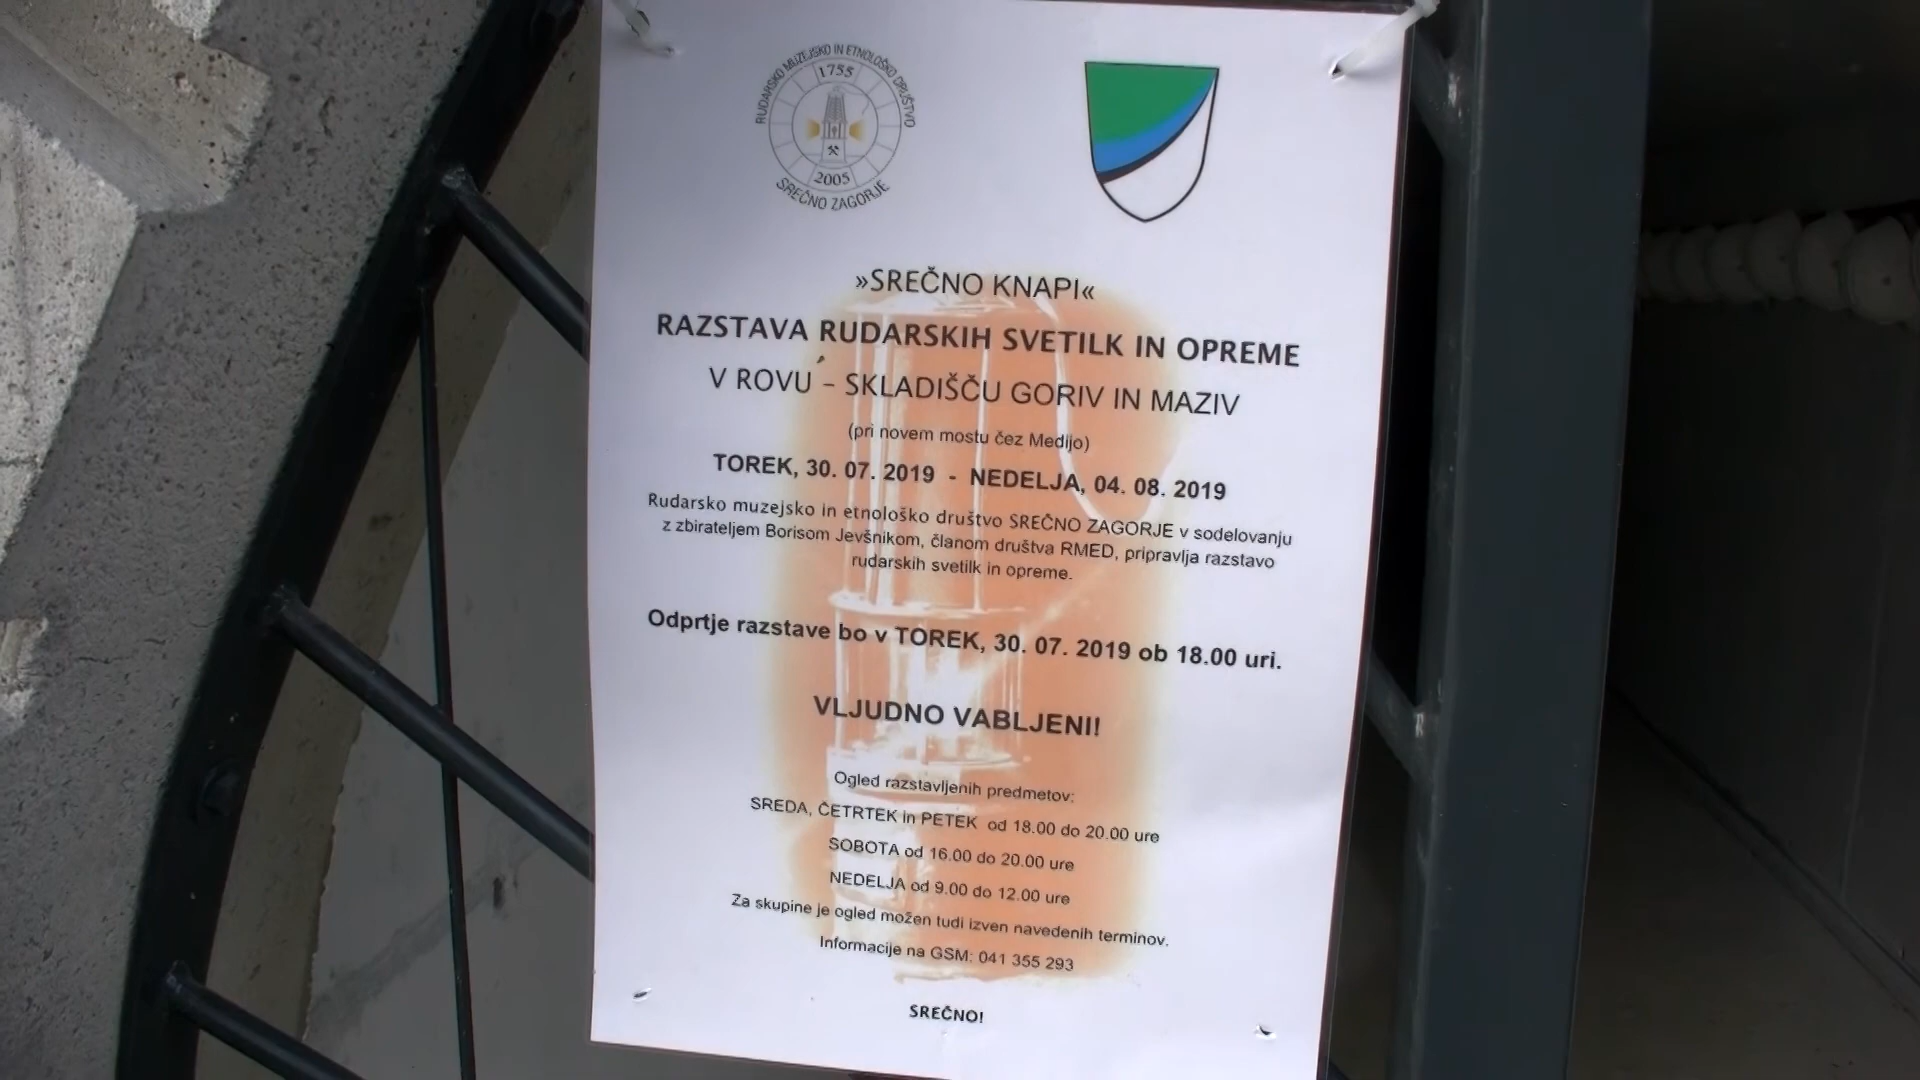 RUDARSKO MUZEJSKO IN ETNOLOŠKO DRUŠTVO
1755
2005
SREČNO ZAGORJE
»SREČNO KNAPI«
RAZSTAVA RUDARSKIH SVETILK IN OPREME
V ROVU - SKLADIŠČU GORIV IN MAZIV
(pri novem mostu čez Medijo)
TOREK, 30. 07. 2019 - NEDELJA, 04. 08. 2019
Rudarsko muzejsko in etnološko društvo SREČNO ZAGORJE v sodelovanju
z zbirateljem Borisom Jevšnikom, članom društva RMED, pripravlja razstavo
rudarskih svetilk in opreme.
Odprtje razstave bo v TOREK, 30. 07. 2019 ob 18.00 uri.
VLJUDNO VABLJENI!
Ogled razstavljenih predmetov:
SREDA, ČETRTEK in PETEK od 18.00 do 20.00 ure
SOBOTA od 16.00 do 20.00 ure
NEDELJA od 9.00 do 12.00 ure
Za skupine je ogled možen tudi izven navedenih terminov.
Informacije na GSM: 041 355 293
SREČNO!